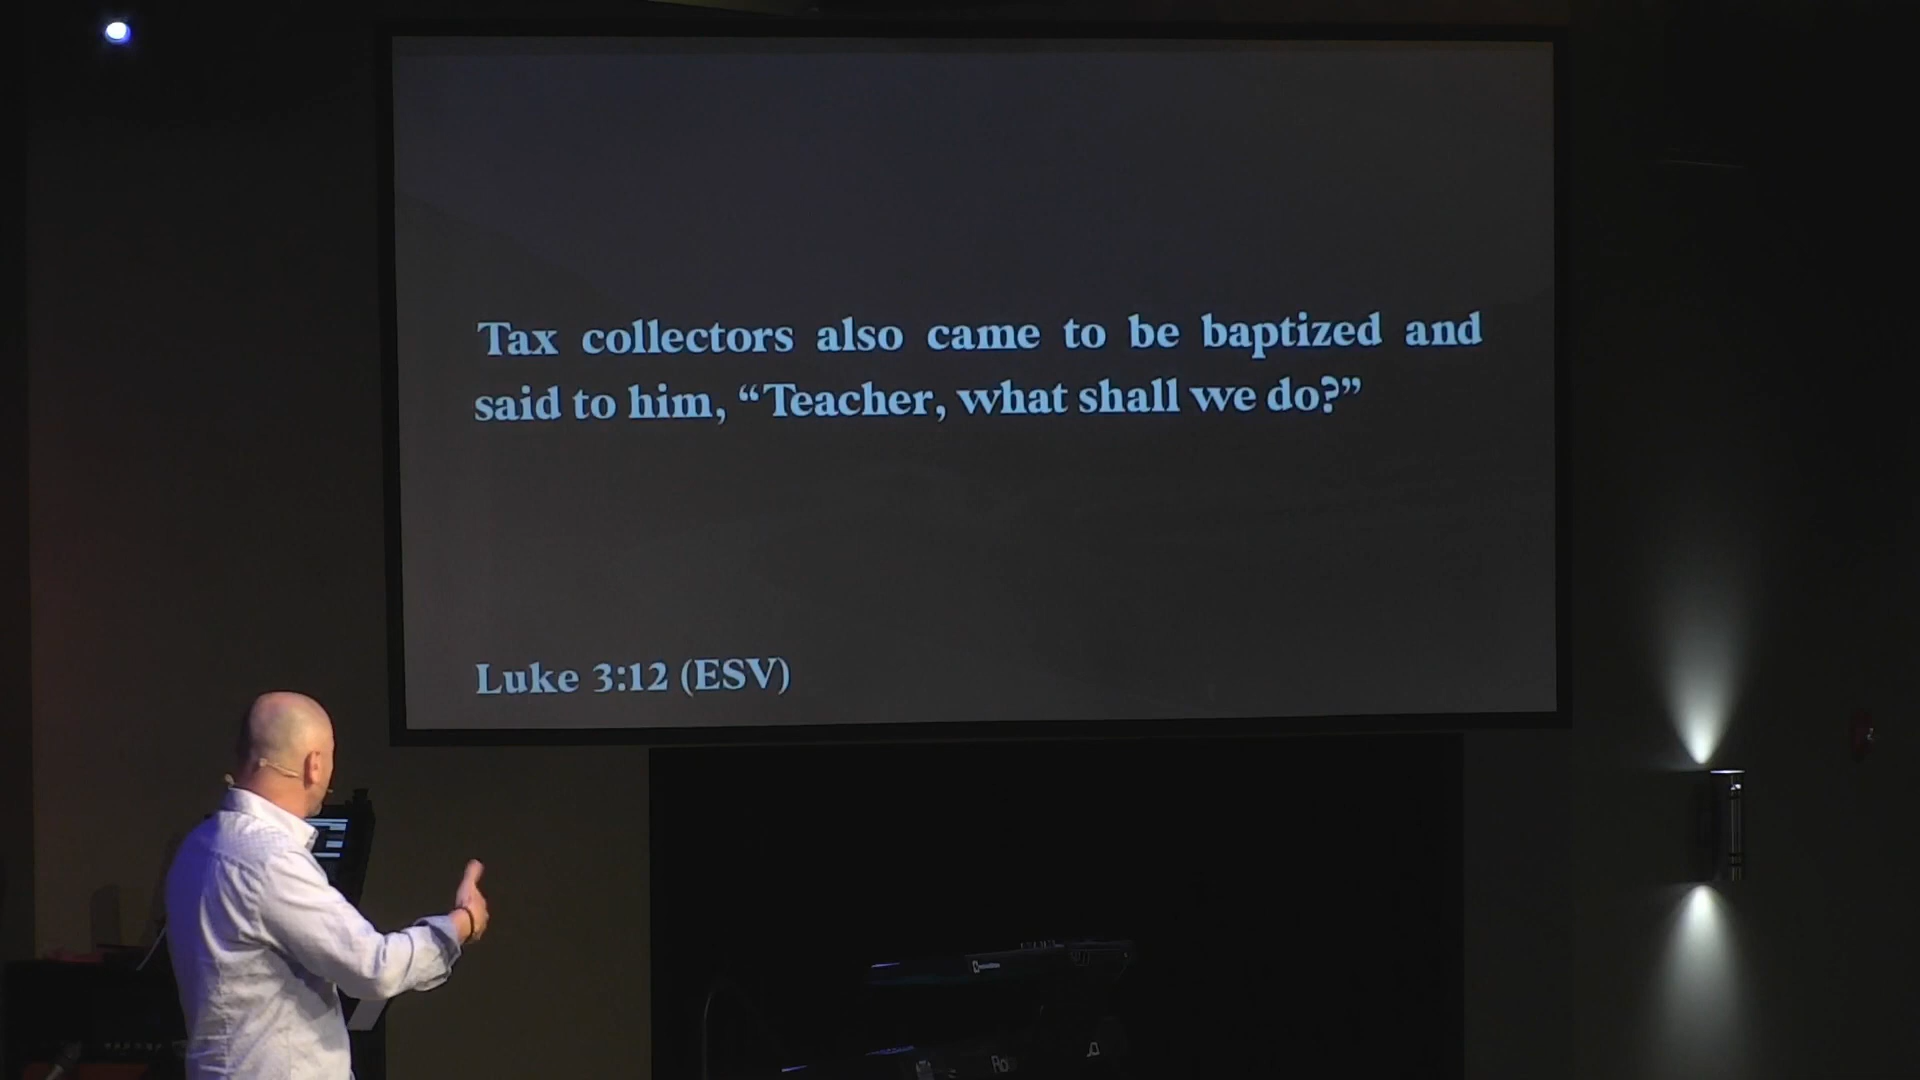 Tax collectors also came to be baptized and
said to him, “Teacher, what shall we do?”
Luke 3:12 (ESV)